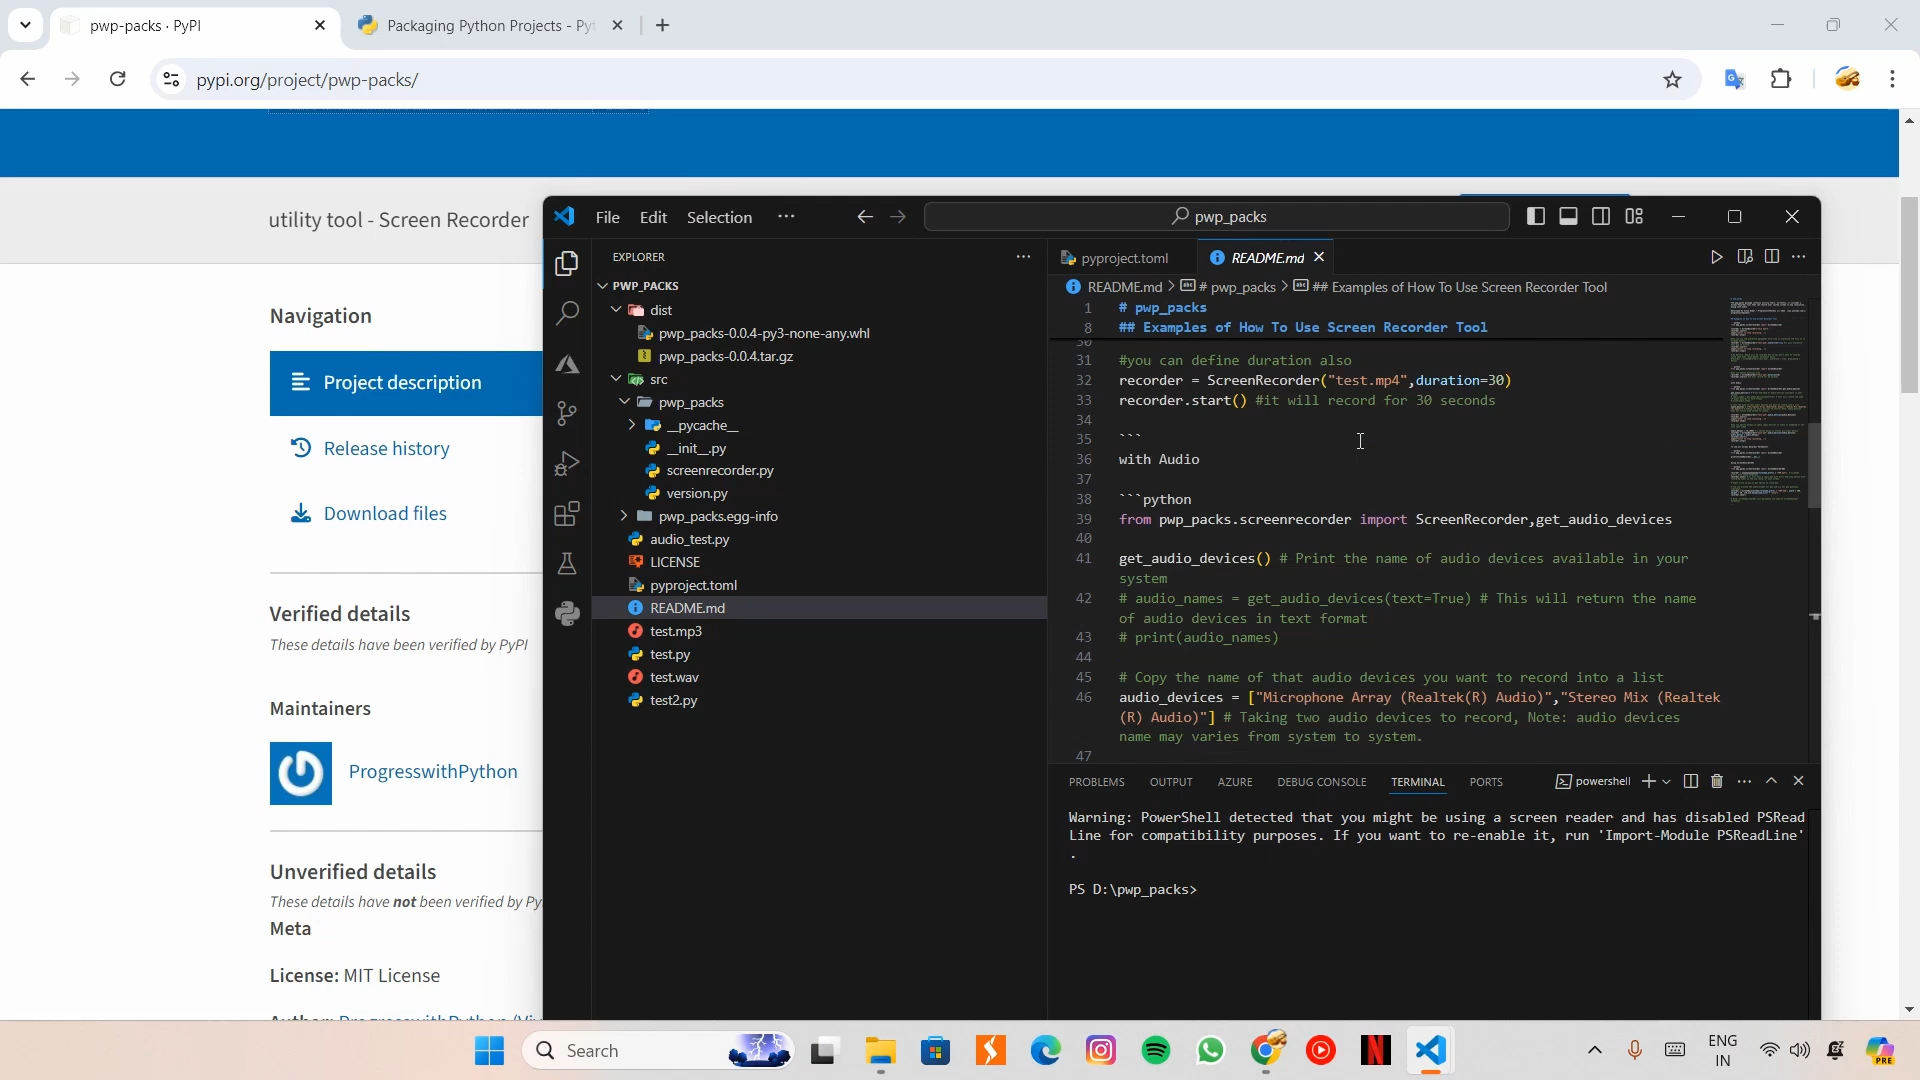 pwp-packs · PyPI
Packaging Python Projects - Pyt
pypi.org/project/pwp-packs/
utility tool - Screen Recorder
Navigation
Project description
Release history
Download files
Verified details
These details have been verified by PyPI
Maintainers
ProgresswithPython
Unverified details
These details have not been verified by Py
Meta
License: MIT License
File Edit Selection ···
pwp_packs
EXPLORER
PWP_PACKS
dist
pwp_packs-0.0.4-py3-none-any.whl
pwp_packs-0.0.4.tar.gz
src
pwp_packs
__pycache__
__init__.py
screenrecorder.py
version.py
pwp_packs.egg-info
audio_test.py
LICENSE
pyproject.toml
README.md
test.mp3
test.py
test.wav
test2.py
pyproject.toml
README.md
README.md > # pwp_packs > ## Examples of How To Use Screen Recorder Tool
1 # pwp_packs
8 ## Examples of How To Use Screen Recorder Tool
30
31 #you can define duration also
32 recorder = ScreenRecorder("test.mp4",duration=30)
33 recorder.start() #it will record for 30 seconds
34
35 ```
36 with Audio
37
38 ```python
39 from pwp_packs.screenrecorder import ScreenRecorder,get_audio_devices
40
41 get_audio_devices() # Print the name of audio devices available in your
system
42 # audio_names = get_audio_devices(text=True) # This will return the name
of audio devices in text format
43 # print(audio_names)
44
45 # Copy the name of that audio devices you want to record into a list
46 audio_devices = ["Microphone Array (Realtek(R) Audio)","Stereo Mix (Realtek
(R) Audio)"] # Taking two audio devices to record, Note: audio devices
name may varies from system to system.
47
PROBLEMS OUTPUT AZURE DEBUG CONSOLE TERMINAL PORTS
powershell
Warning: PowerShell detected that you might be using a screen reader and has disabled PSRead
Line for compatibility purposes. If you want to re-enable it, run 'Import-Module PSReadLine'
.
PS D:\pwp_packs>
Search
ENG
IN
PRE